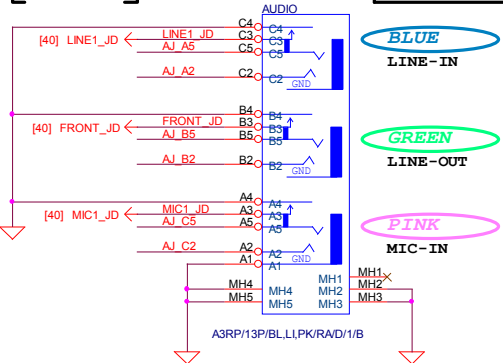 AUDIO
C4 C4
[40] LINE1_JD LINE1_JD C3 C3
AJ_A5 C5 C5
AJ_A2 C2 C2
GND
BLUE
LINE-IN
B4 B4
[40] FRONT_JD FRONT_JD B3 B3
AJ_B5 B5 B5
AJ_B2 B2 B2
GND
GREEN
LINE-OUT
A4 A4
[40] MIC1_JD MIC1_JD A3 A3
AJ_C5 A5 A5
AJ_C2 A2 A2
GND
A1 A1
PINK
MIC-IN
MH1 MH1
MH4 MH4 MH2 MH2
MH5 MH5 MH3 MH3
A3RP/13P/BL,LI,PK/RA/D/1/B